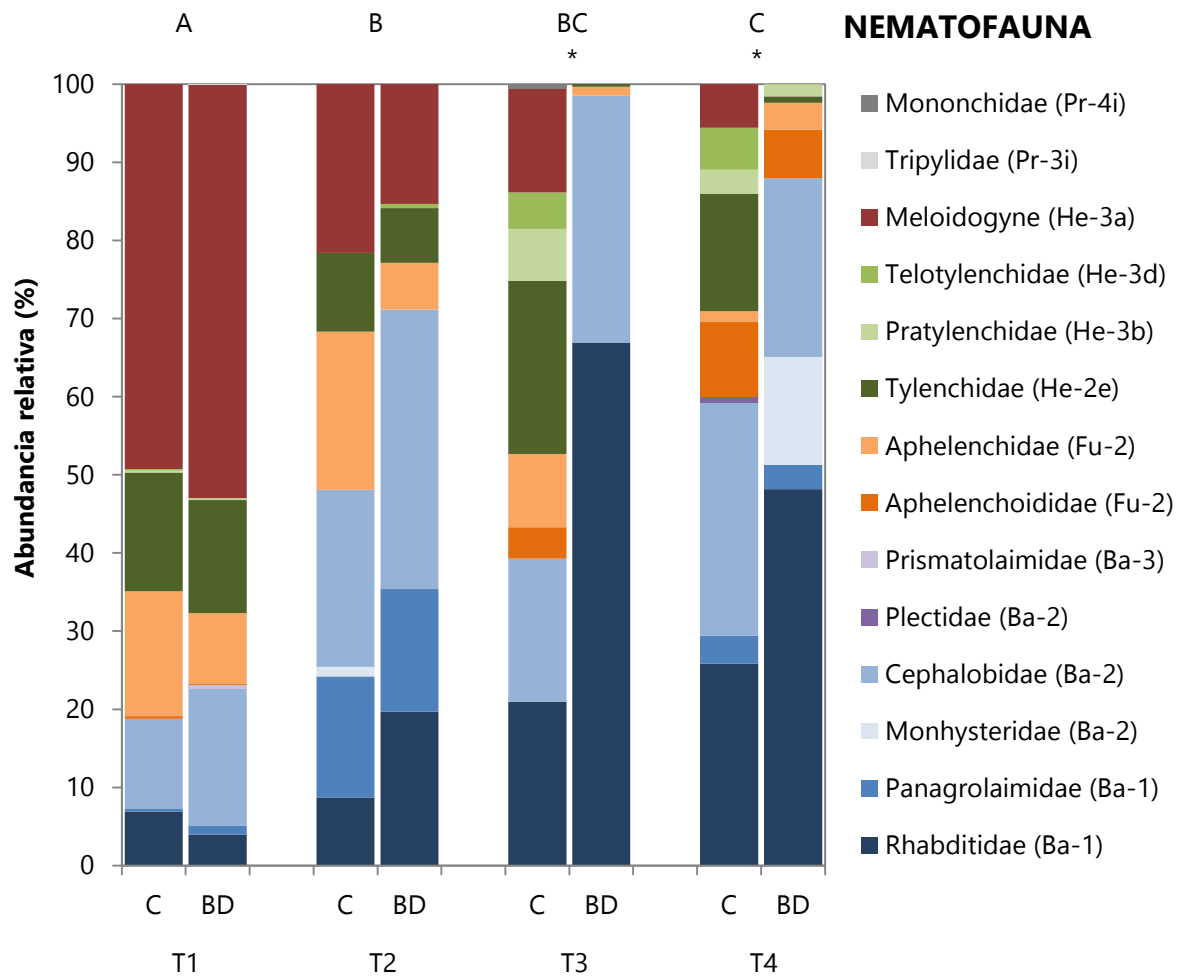 A B BC C
* *
NEMATOFAUNA
Abundancia relativa (%)
100
90
80
70
60
50
40
30
20
10
0
C BD C BD C BD C BD
T1 T2 T3 T4
Mononchidae (Pr-4i)
Tripylidae (Pr-3i)
Meloidogyne (He-3a)
Telotylenchidae (He-3d)
Pratylenchidae (He-3b)
Tylenchidae (He-2e)
Aphelenchidae (Fu-2)
Aphelenchoididae (Fu-2)
Prismatolaimidae (Ba-3)
Plectidae (Ba-2)
Cephalobidae (Ba-2)
Monhysteridae (Ba-2)
Panagrolaimidae (Ba-1)
Rhabditidae (Ba-1)